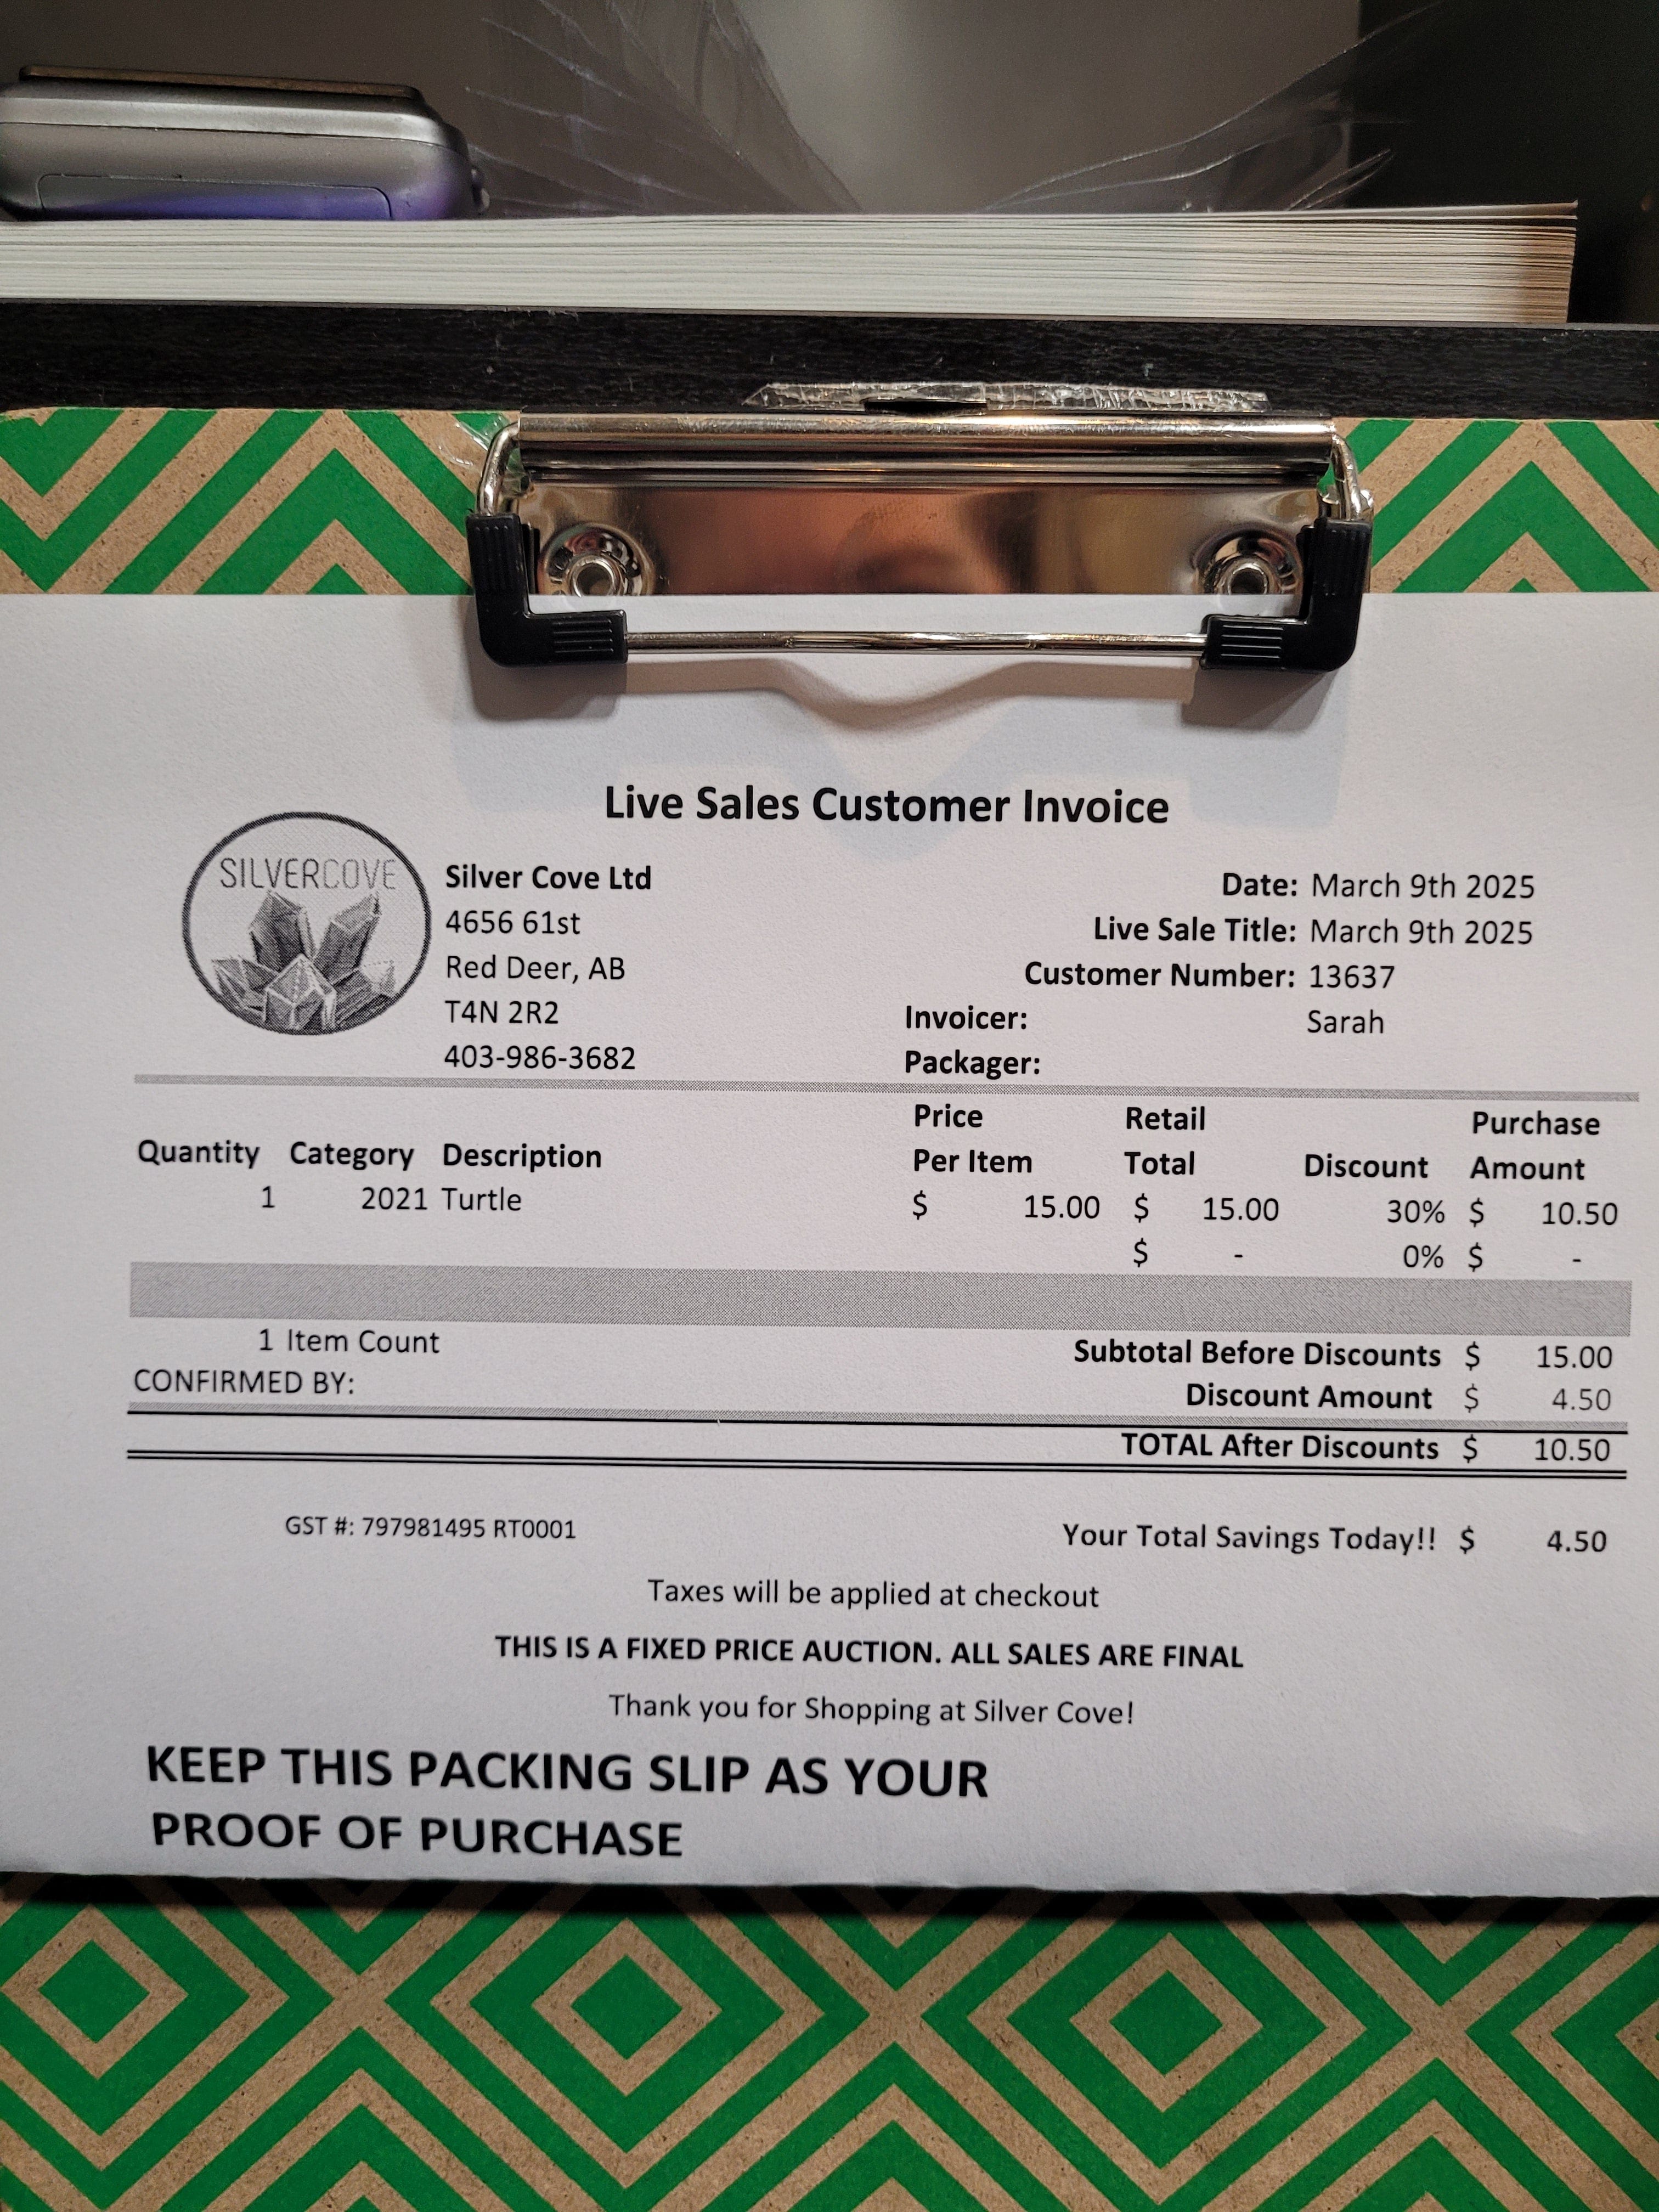 Live Sales Customer Invoice
SILVERCOVE
Silver Cove Ltd
4656 61st
Red Deer, AB
T4N 2R2
403-986-3682
Date: March 9th 2025
Live Sale Title: March 9th 2025
Customer Number: 13637
Invoicer: Sarah
Packager:
Quantity Category Description Price Per Item Retail Total Discount Purchase Amount
1 2021 Turtle $ 15.00 $ 15.00 30% $ 10.50
$ - 0% $ -
1 Item Count
CONFIRMED BY:
Subtotal Before Discounts $ 15.00
Discount Amount $ 4.50
TOTAL After Discounts $ 10.50
GST #: 797981495 RT0001
Your Total Savings Today!! $ 4.50
Taxes will be applied at checkout
THIS IS A FIXED PRICE AUCTION. ALL SALES ARE FINAL
Thank you for Shopping at Silver Cove!
KEEP THIS PACKING SLIP AS YOUR
PROOF OF PURCHASE